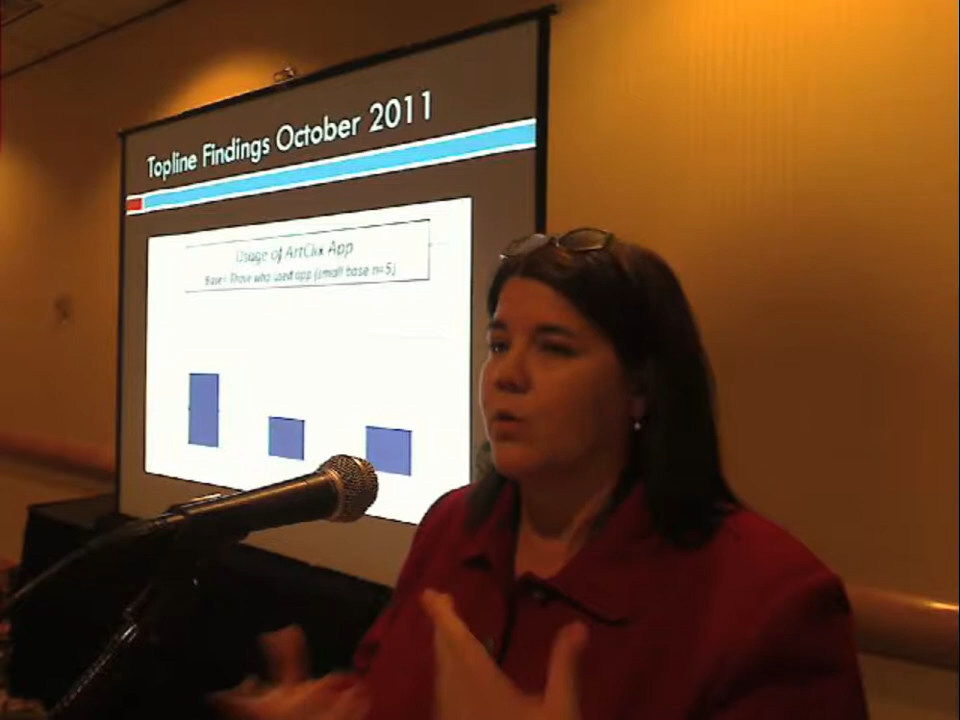 Topline Findings October 2011
Usage of ArtClix App
Base= Those who used app (small base n=5)